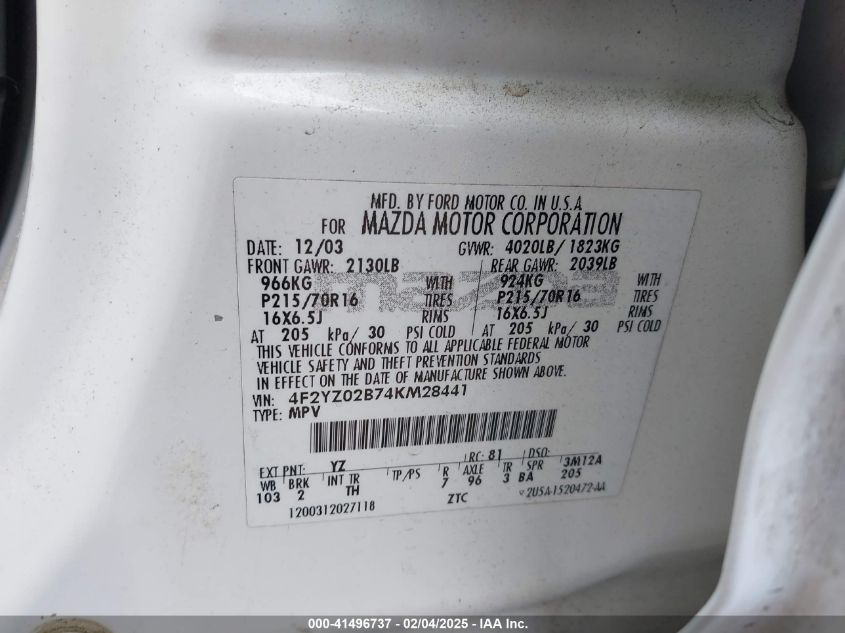 MFD. BY FORD MOTOR CO. IN U.S.A.
FOR MAZDA MOTOR CORPORATION
DATE: 12/03 GVWR: 4020LB/1823KG
FRONT GAWR: 2130LB REAR GAWR: 2039LB
966KG WITH 924KG WITH
P215/70R16 TIRES P215/70R16 TIRES
16X6.5J RIMS 16X6.5J RIMS
AT 205 kPa/ 30 PSI COLD AT 205 kPa/ 30 PSI COLD
THIS VEHICLE CONFORMS TO ALL APPLICABLE FEDERAL MOTOR
VEHICLE SAFETY AND THEFT PREVENTION STANDARDS
IN EFFECT ON THE DATE OF MANUFACTURE SHOWN ABOVE.
VIN: 4F2YZ02B74KM28441
TYPE: MPV
EXT PNT: YZ RC: 81 DSO:
WB BRK INT TR TP/PS R AXLE TR SPR 3M12A
103 2 TH 7 96 3 BA 205
1200312027118 ZTC v2U5A-1520472-AA
mazda
000-41496737 - 02/04/2025 - IAA Inc.